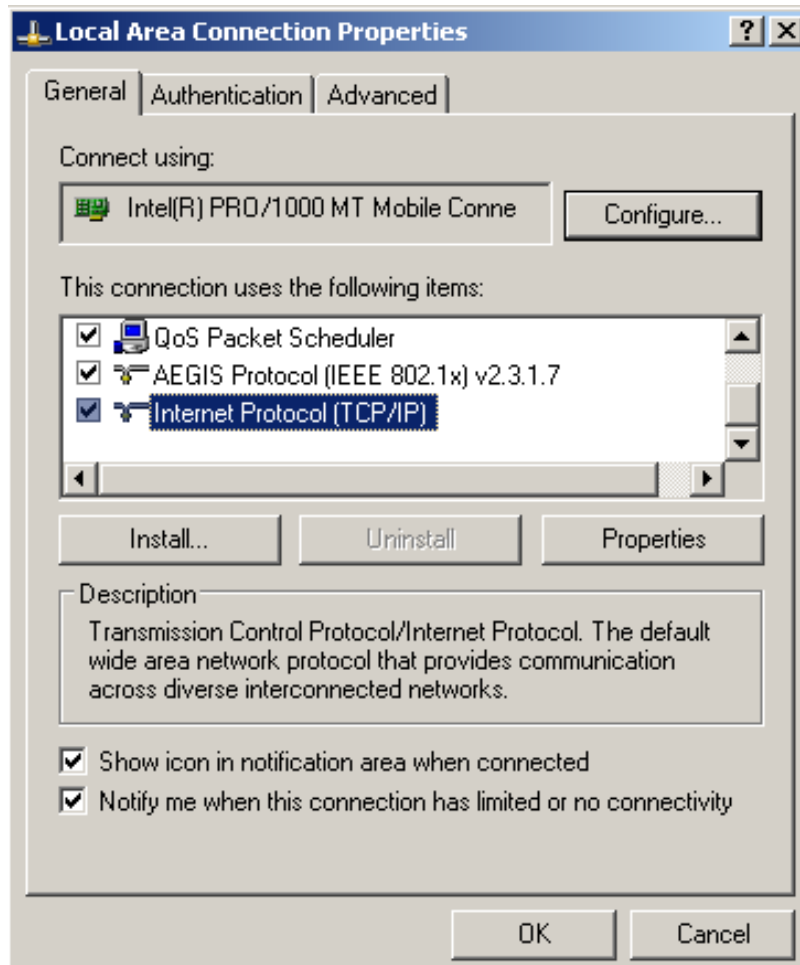 Local Area Connection Properties
General Authentication Advanced
Connect using:
Intel(R) PRO/1000 MT Mobile Conne
Configure...
This connection uses the following items:
QoS Packet Scheduler
AEGIS Protocol (IEEE 802.1x) v2.3.1.7
Internet Protocol (TCP/IP)
Install... Uninstall Properties
Description
Transmission Control Protocol/Internet Protocol. The default
wide area network protocol that provides communication
across diverse interconnected networks.
Show icon in notification area when connected
Notify me when this connection has limited or no connectivity
OK Cancel